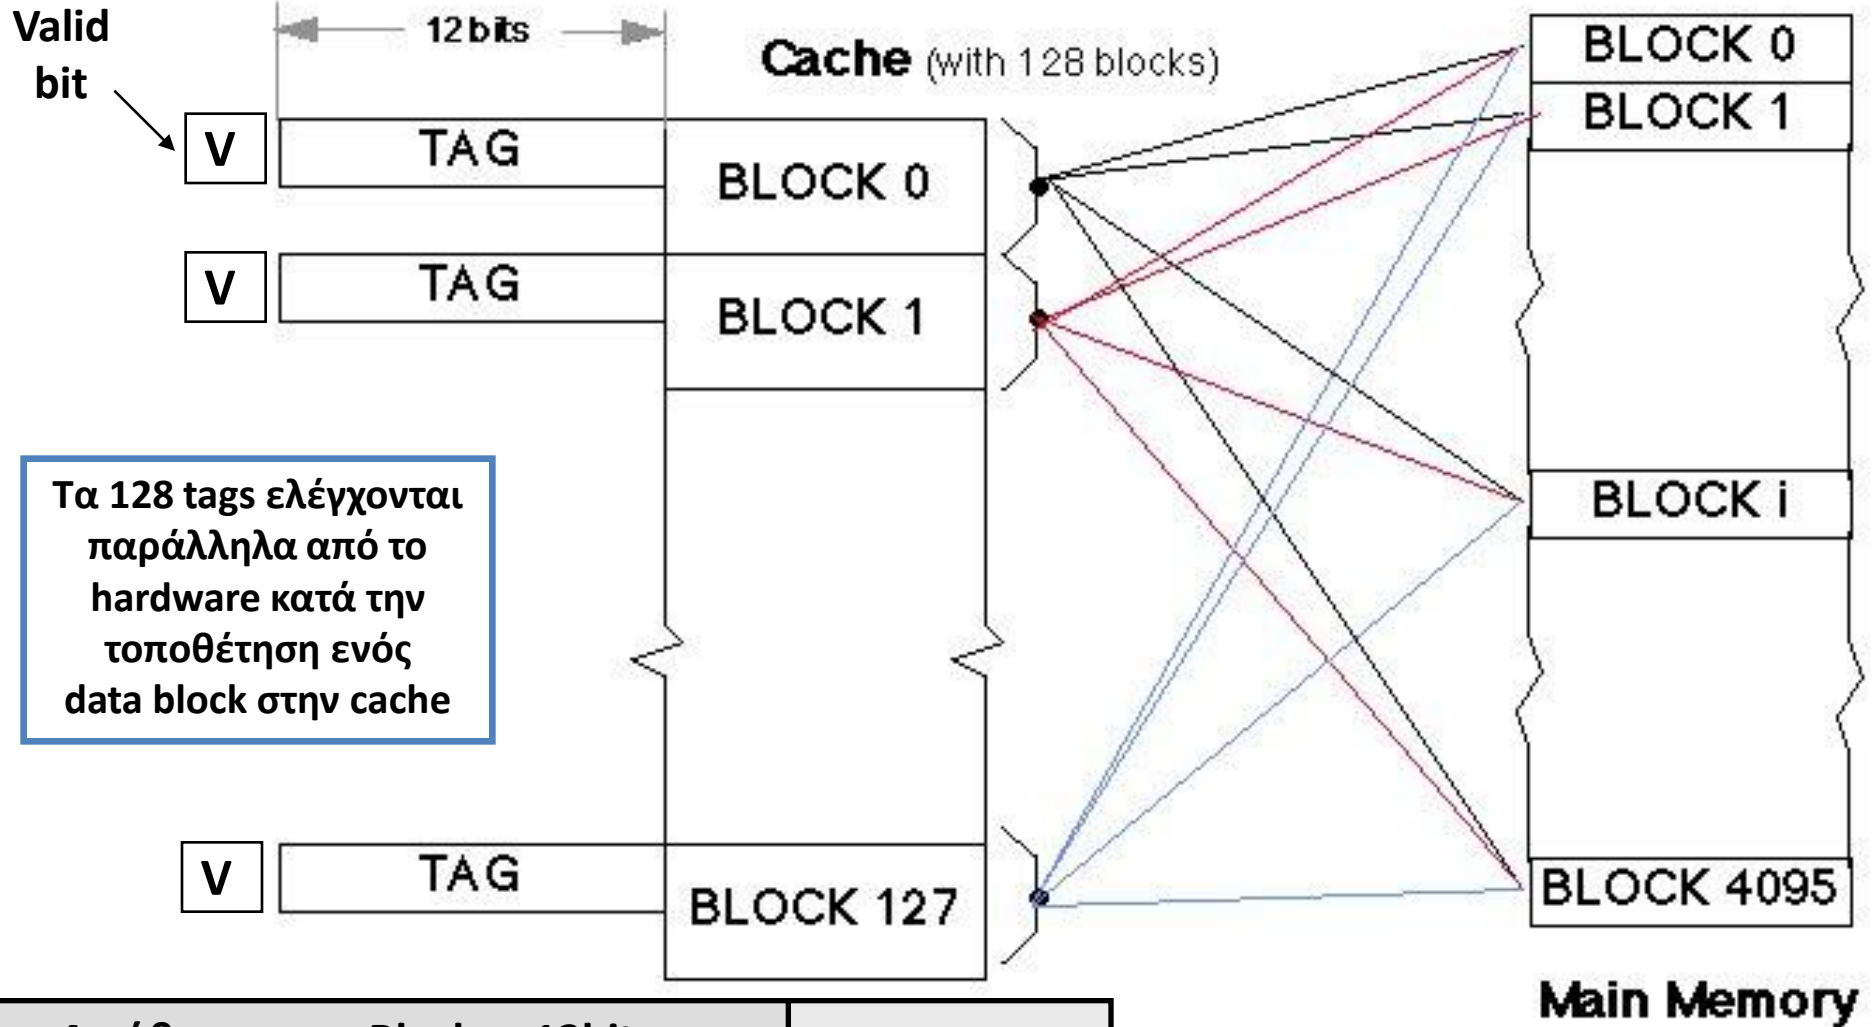 Valid
bit
12 bits
Cache (with 128 blocks)
BLOCK 0
BLOCK 1
V
TAG
BLOCK 0
V
TAG
BLOCK 1
Τα 128 tags ελέγχονται
παράλληλα από το
hardware κατά την
τοποθέτηση ενός
data block στην cache
BLOCK i
V
TAG
BLOCK 127
BLOCK 4095
Main Memory